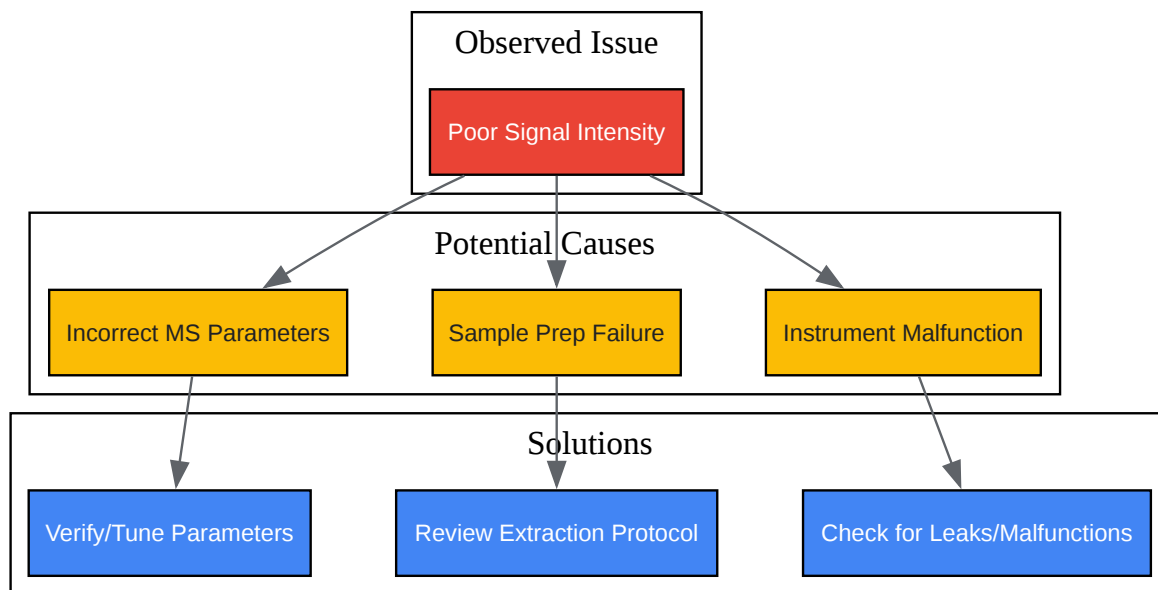 Observed Issue
Poor Signal Intensity
Potential Causes
Incorrect MS Parameters
Sample Prep Failure
Instrument Malfunction
Solutions
Verify/Tune Parameters
Review Extraction Protocol
Check for Leaks/Malfunctions